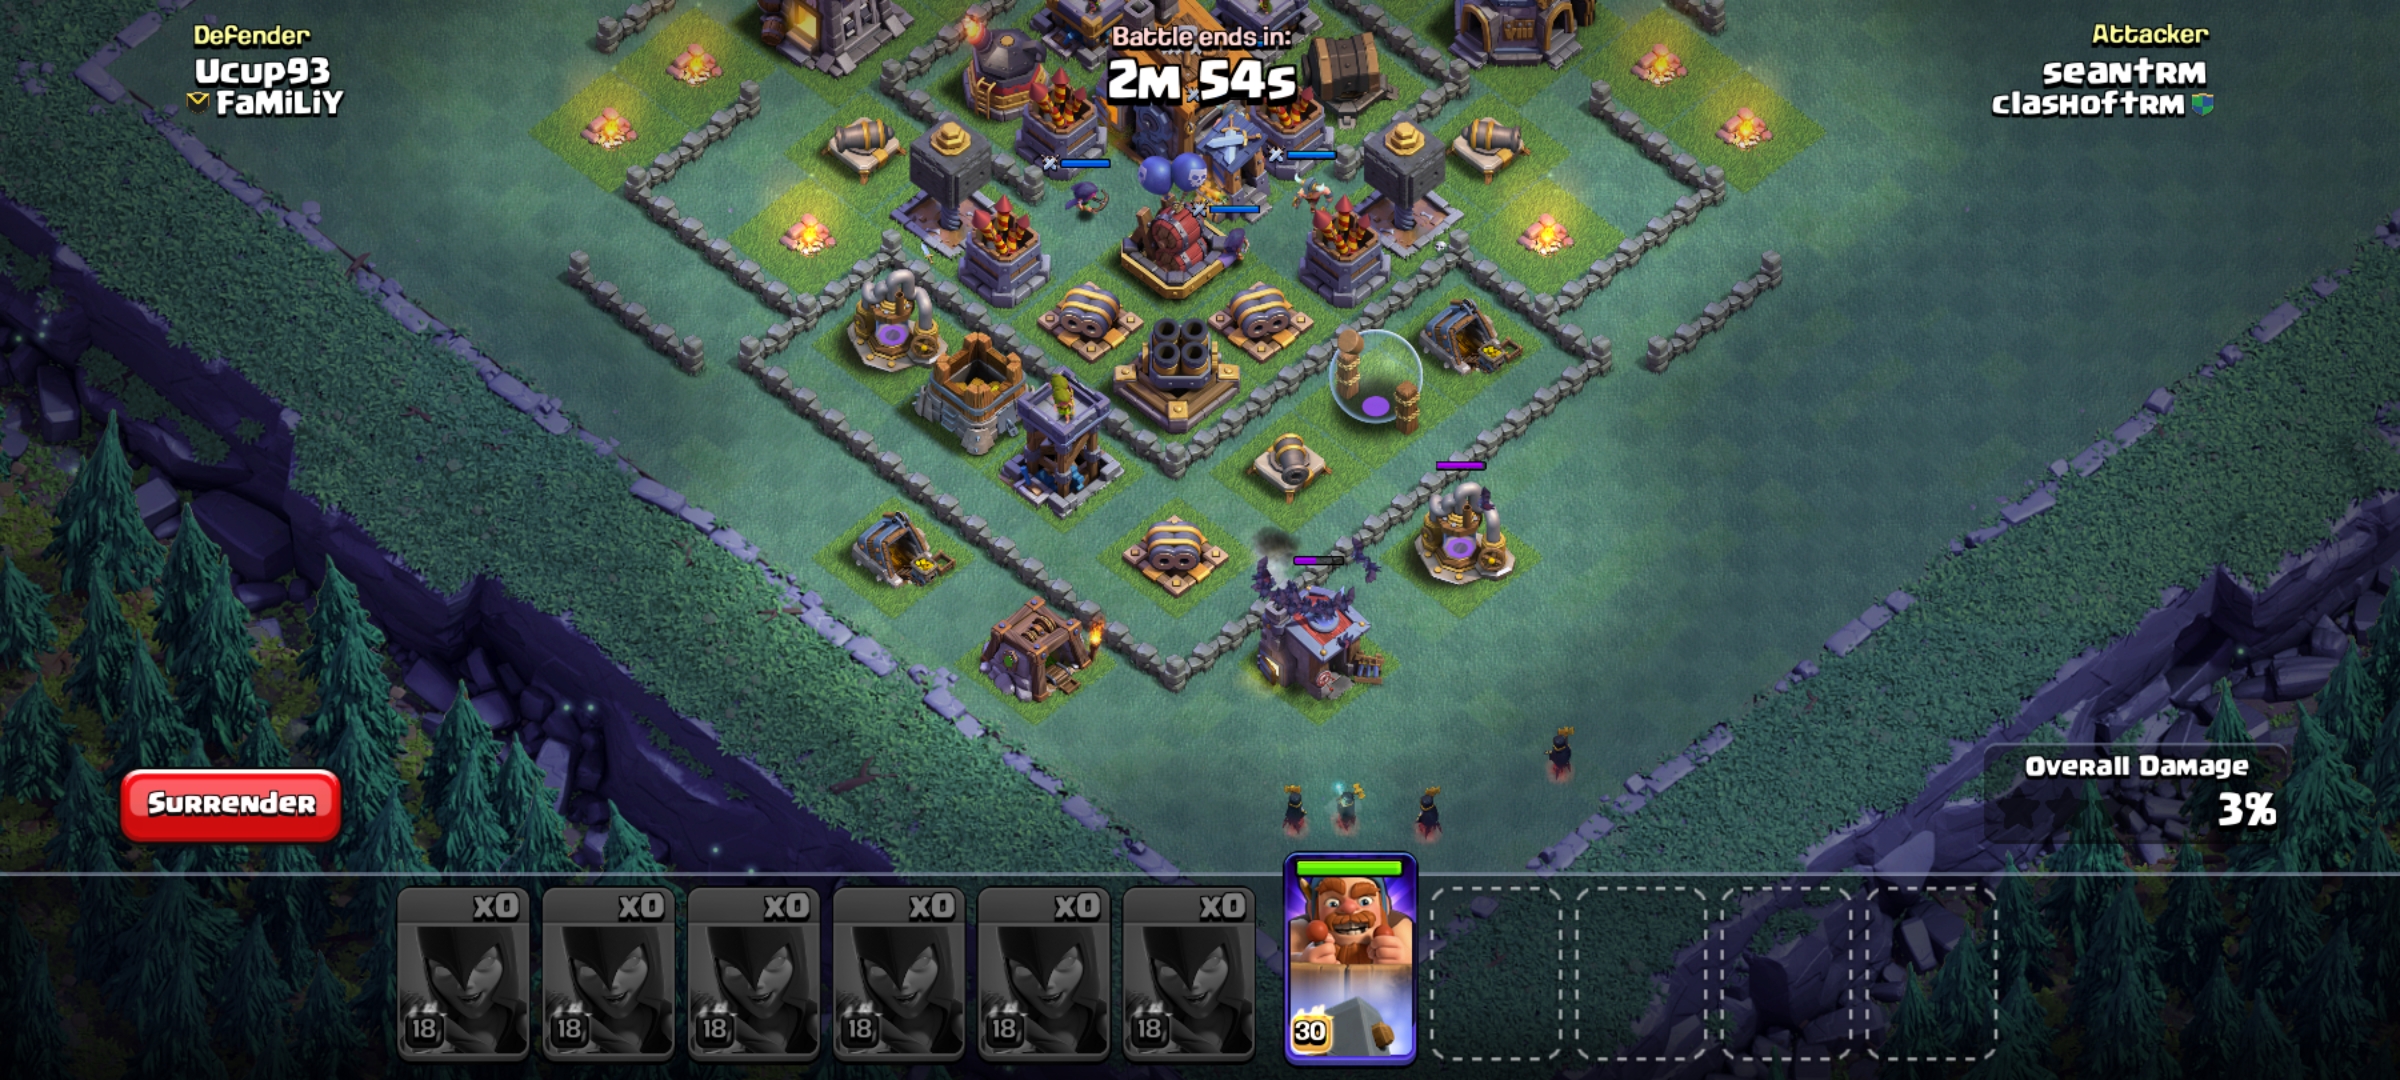 Defender
Ucup93
FaMiLiY
Battle ends in:
2M 54s
Attacker
seantRM
clashoftRM
VIII
Surrender
Overall Damage
3%
x0
x0
x0
x0
x0
x0
18
18
18
18
18
18
30